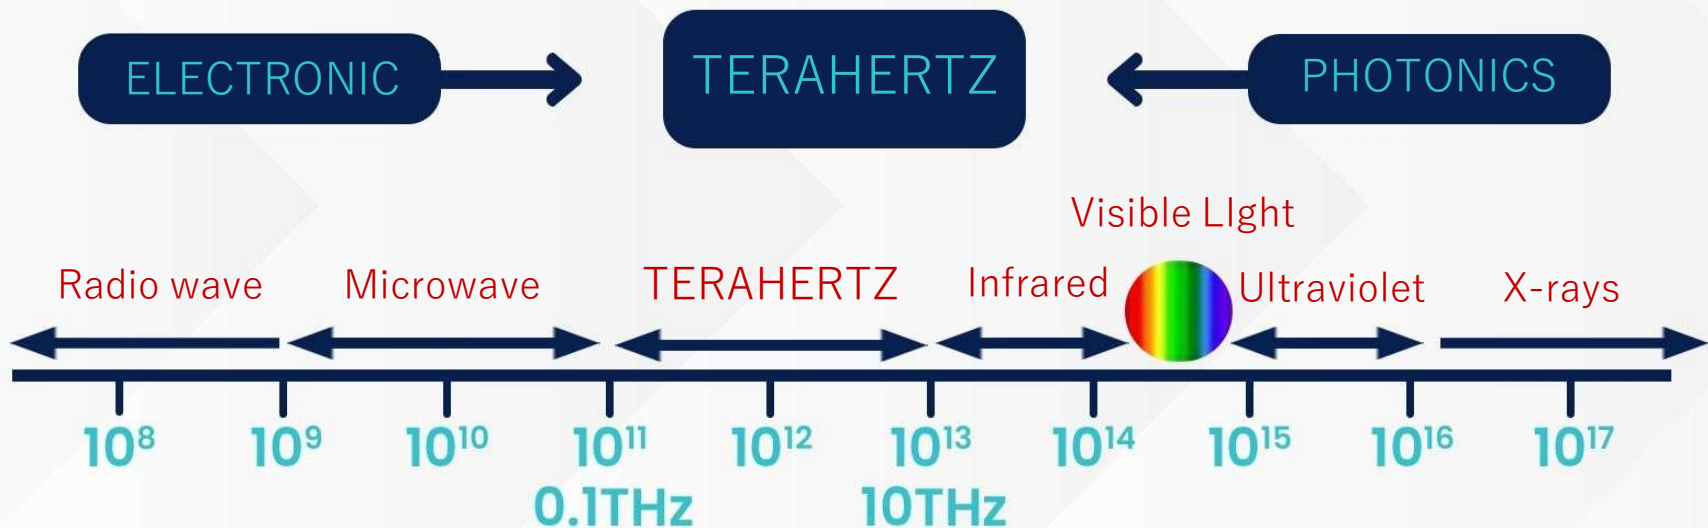 ELECTRONIC
TERAHERTZ
PHOTONICS
Visible LIght
Radio wave
Microwave
TERAHERTZ
Infrared
Ultraviolet
X-rays
10⁸
10⁹
10¹⁰
10¹¹
10¹²
10¹³
10¹⁴
10¹⁵
10¹⁶
10¹⁷
0.1THz
10THz